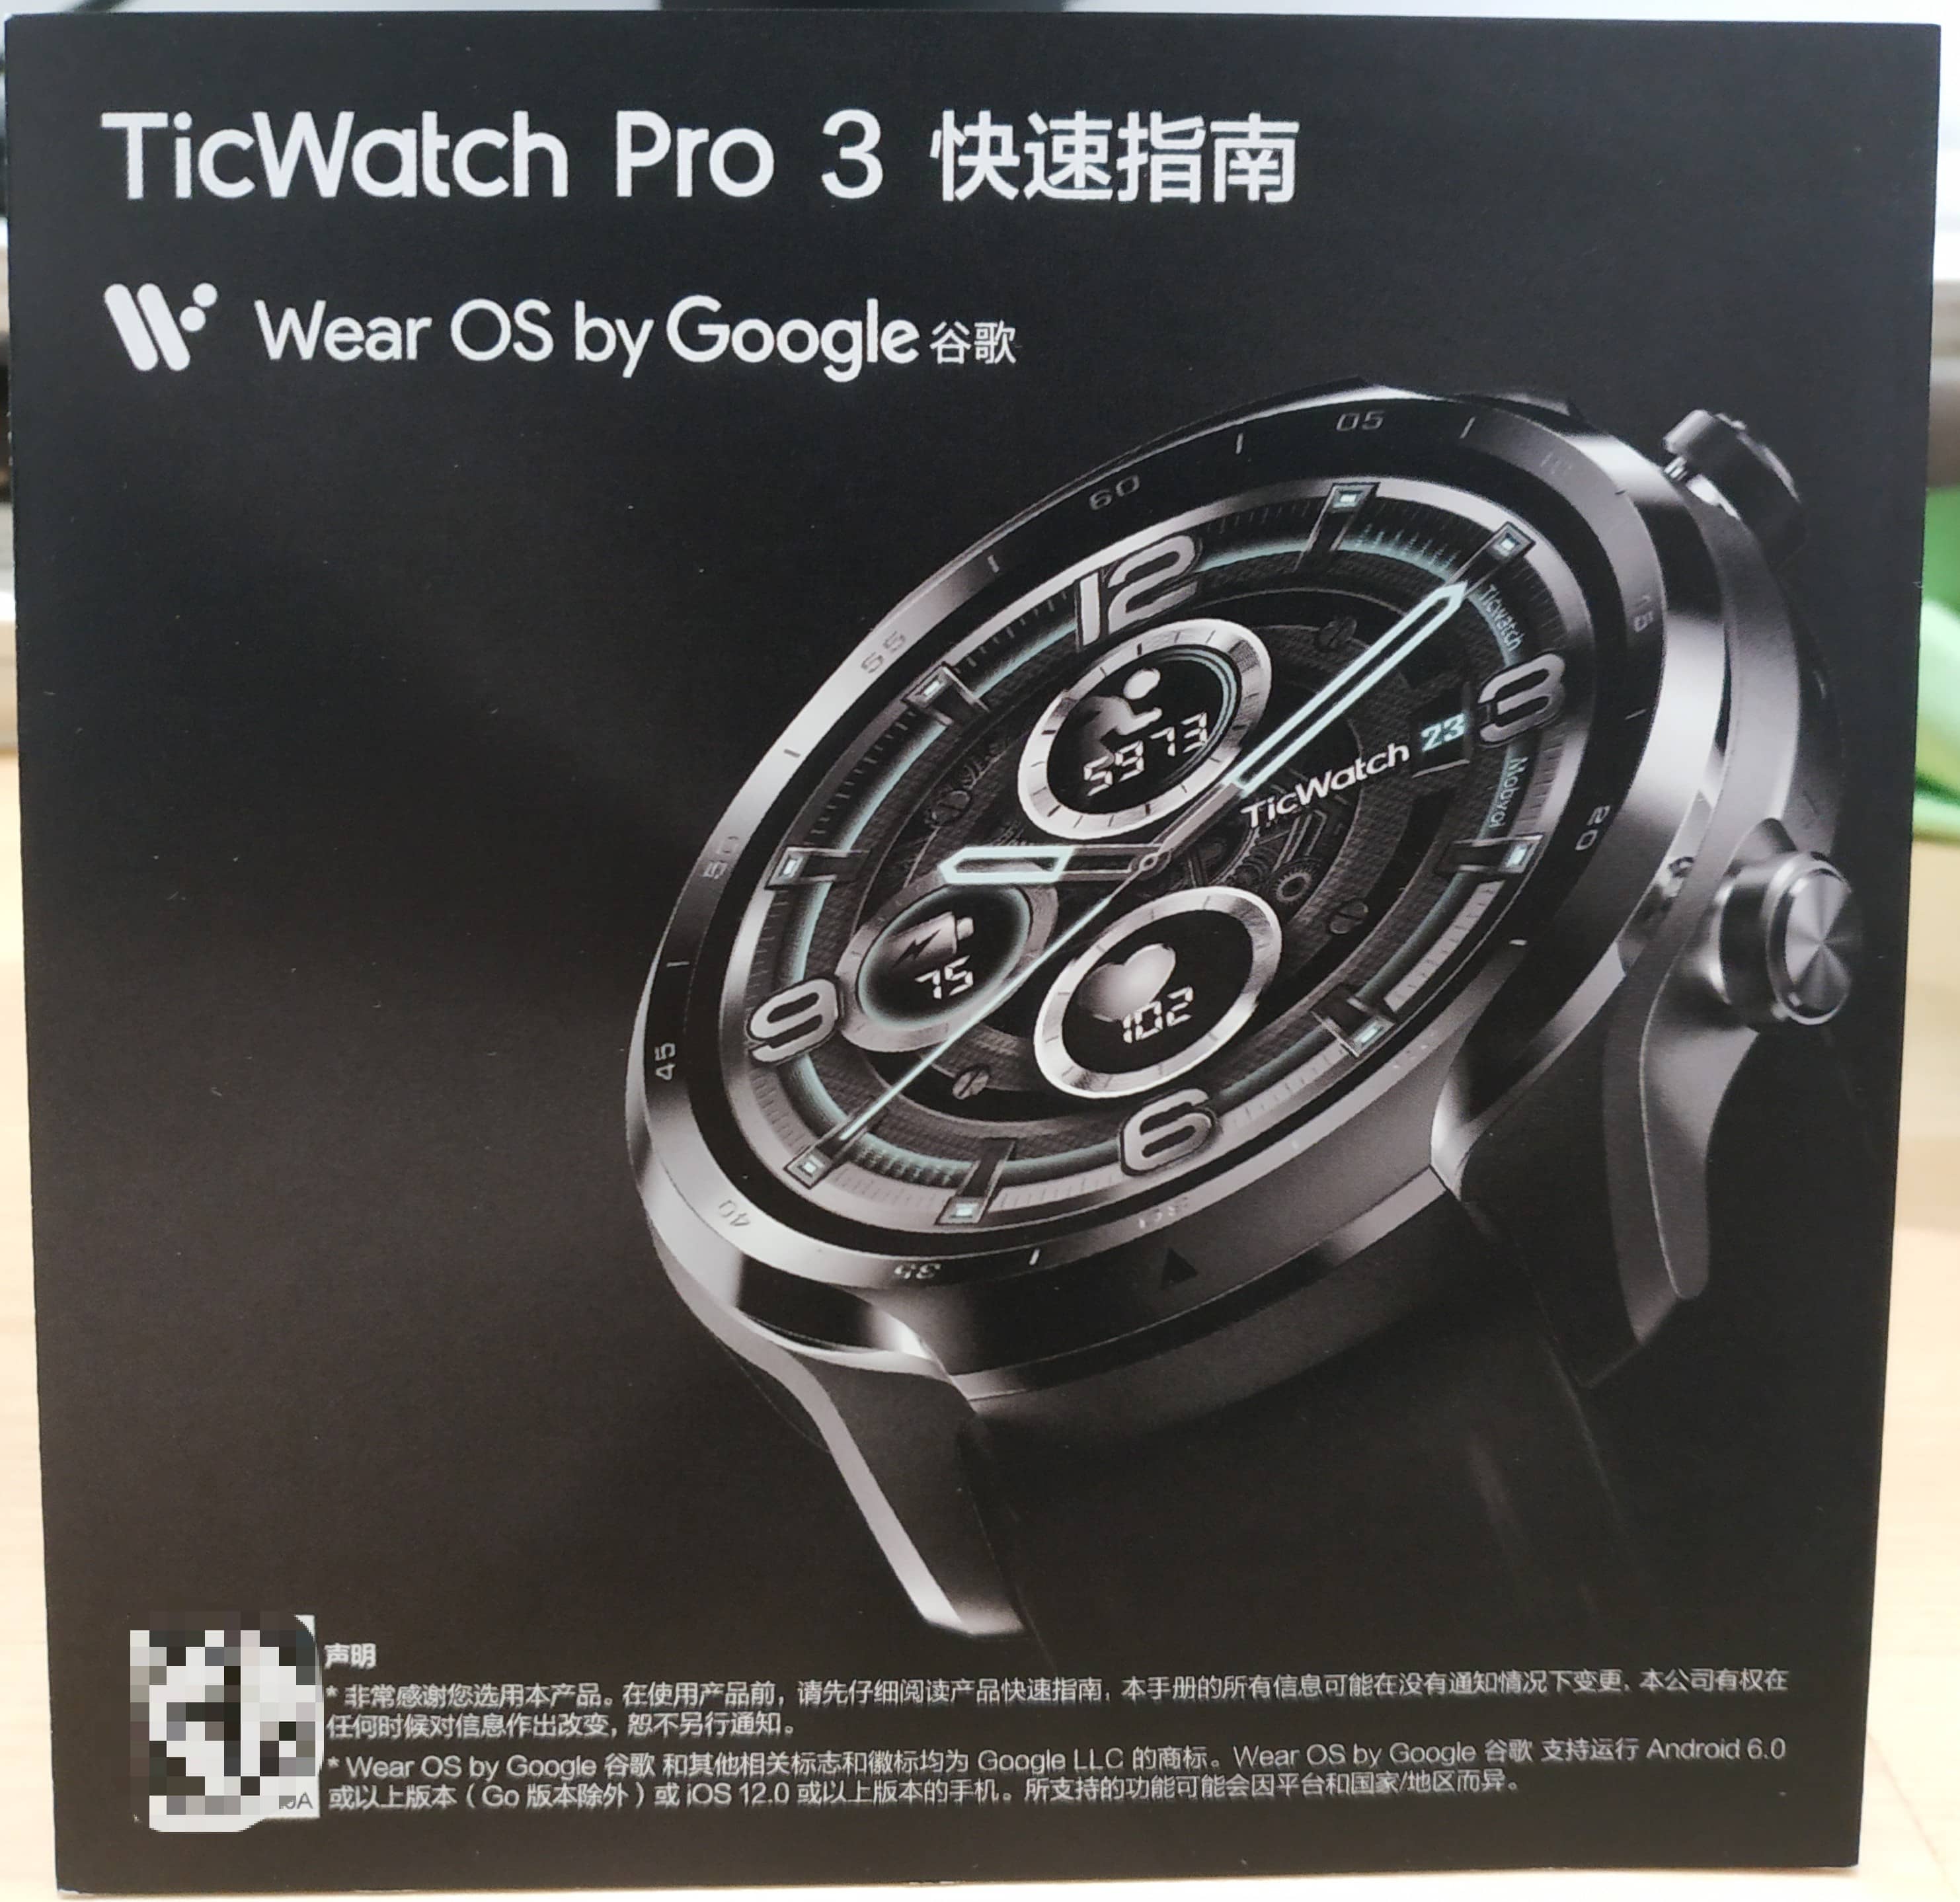 TicWatch Pro 3 快速指南
Wear OS by Google 谷歌
60
05
55
15
12
Ticwatch
3
5973
23
TicWatch
Mobvoi
20
50
75
102
9
45
6
40
35
声明
* 非常感谢您选用本产品。在使用产品前，请先仔细阅读产品快速指南，本手册的所有信息可能在没有通知情况下变更，本公司有权在
任何时候对信息作出改变，恕不另行通知。
* Wear OS by Google 谷歌 和其他相关标志和徽标均为 Google LLC 的商标。Wear OS by Google 谷歌 支持运行 Android 6.0
或以上版本（Go 版本除外）或 iOS 12.0 或以上版本的手机。所支持的功能可能会因平台和国家/地区而异。